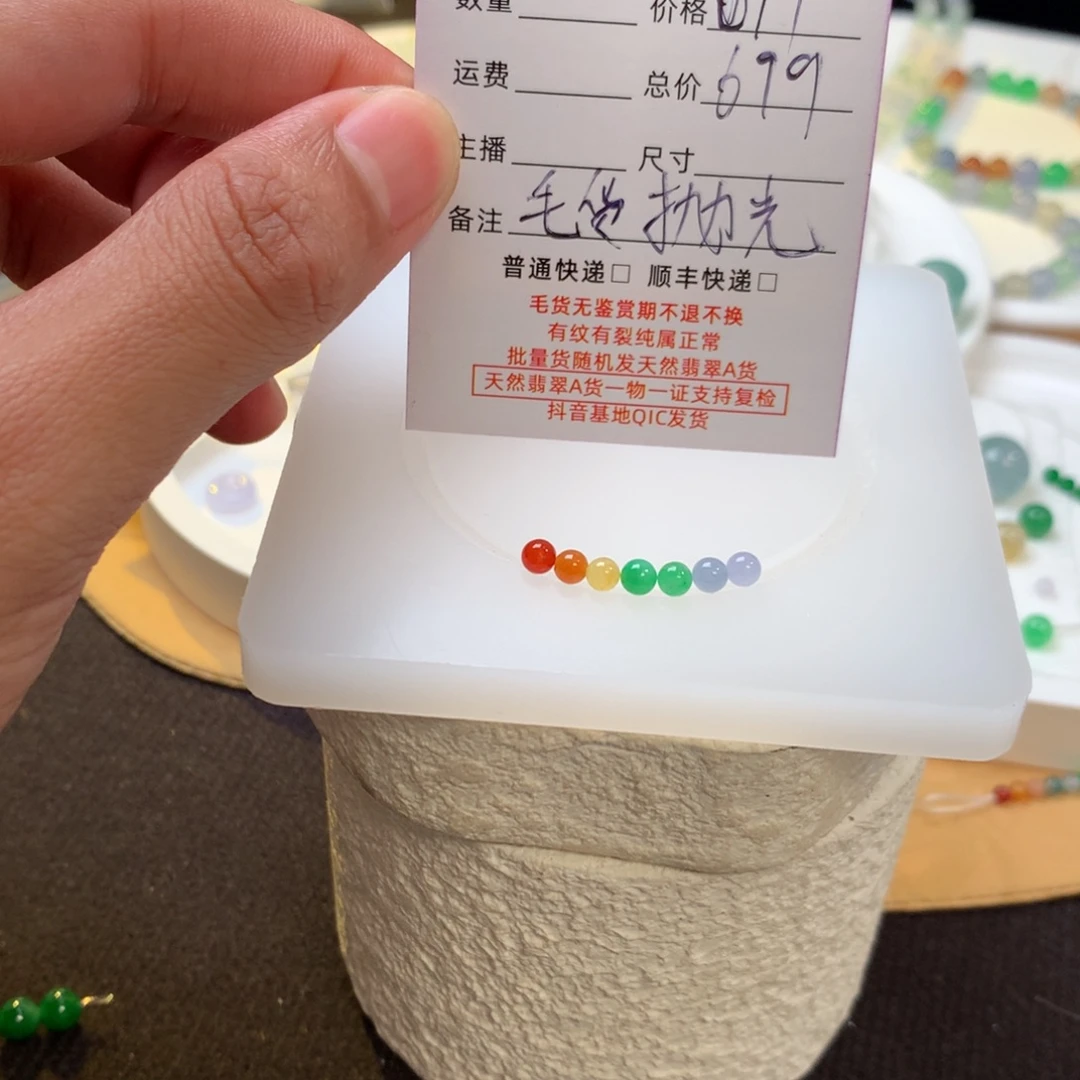 数量 价格
运费 总价 699
主播 尺寸
备注 毛货抛光
普通快递□ 顺丰快递□
毛货无鉴赏期不退不换
有纹有裂纯属正常
批量货随机发天然翡翠A货
天然翡翠A货一物一证支持复检
抖音基地QIC发货